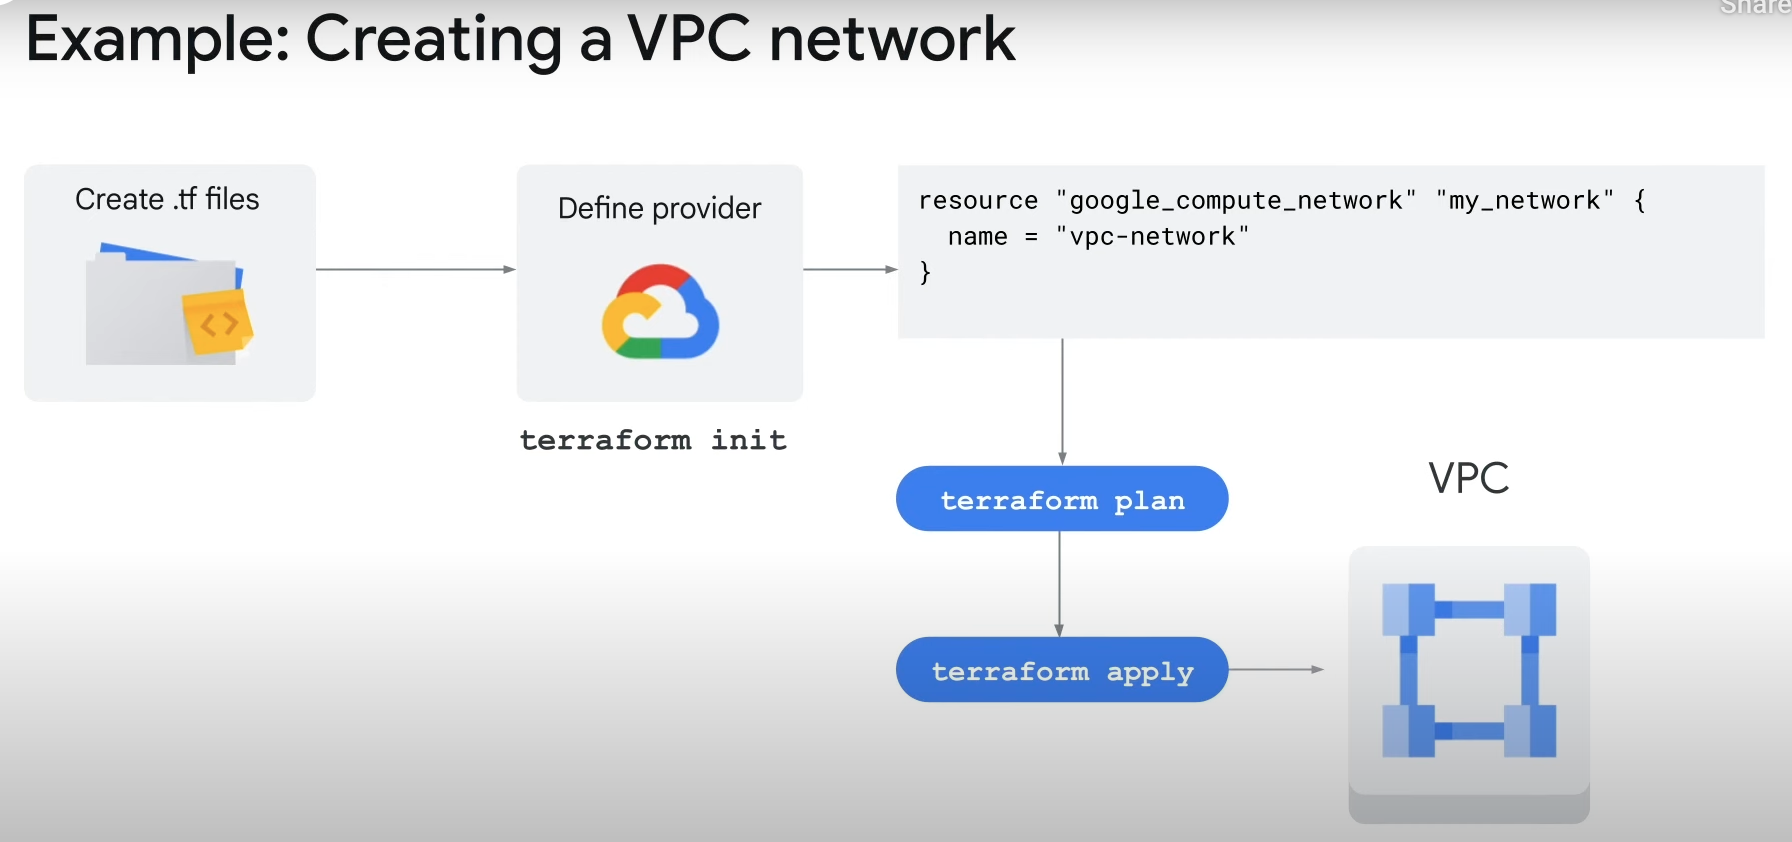 Share
Example: Creating a VPC network
Create .tf files
Define provider
terraform init
resource "google_compute_network" "my_network" {
  name = "vpc-network"
}
terraform plan
terraform apply
VPC